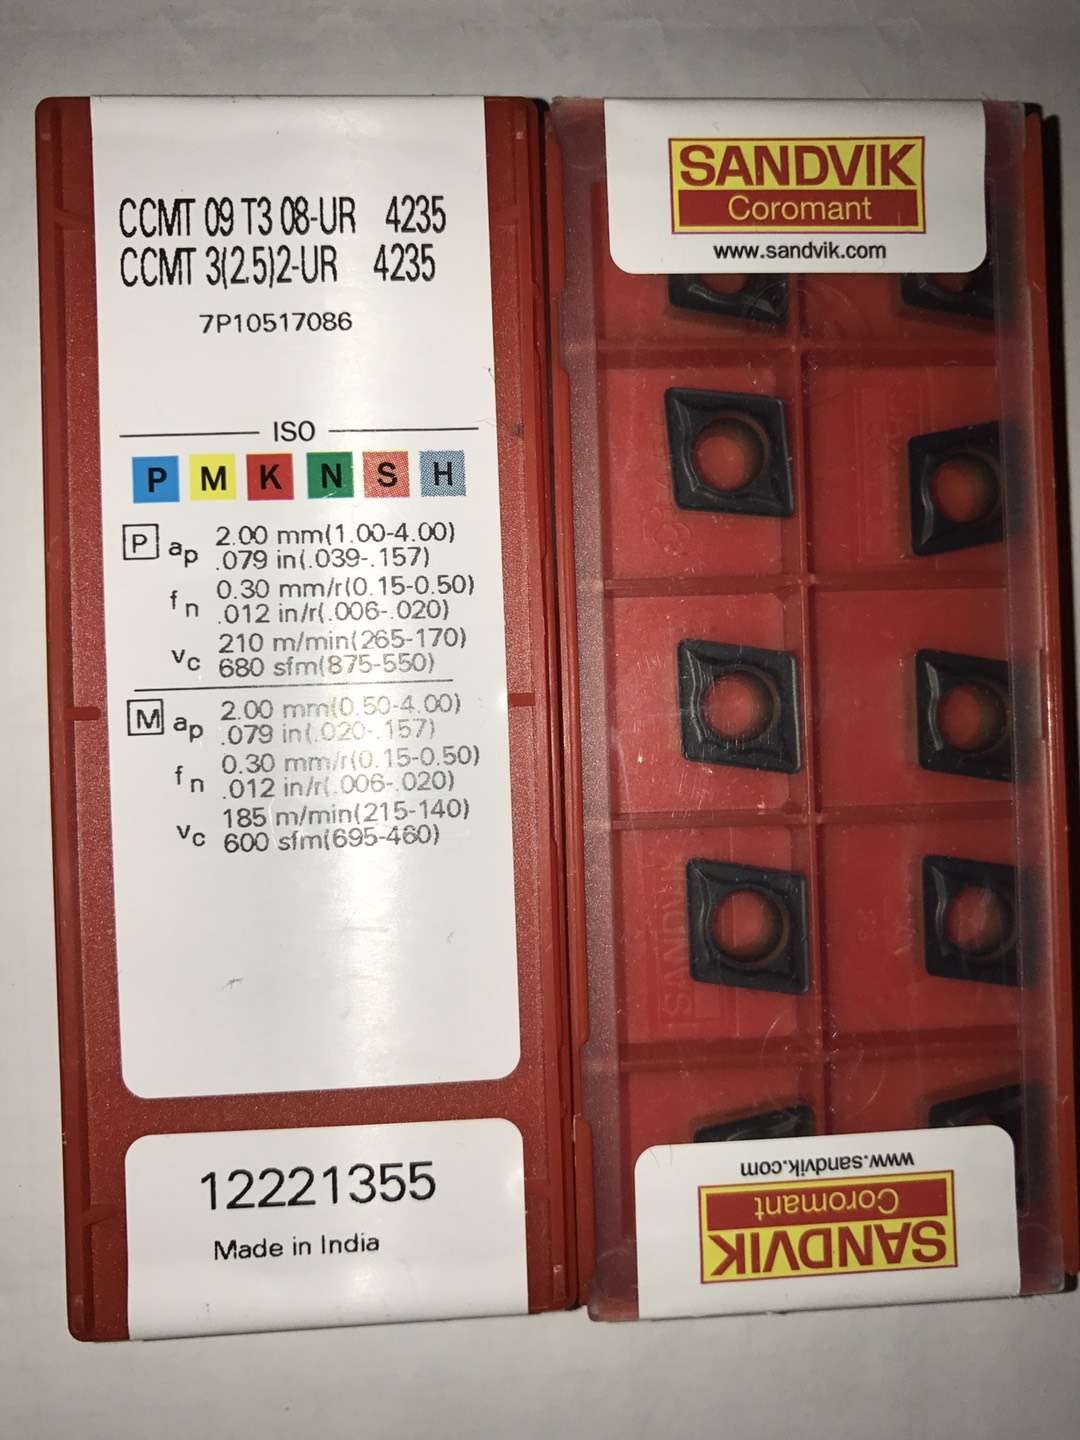 CCMT 09 T3 08-UR 4235
CCMT 3(2.5)2-UR 4235
7P10517086
ISO
P M K N S H
P ap 2.00 mm(1.00-4.00)
.079 in(.039-.157)
fn 0.30 mm/r(0.15-0.50)
.012 in/r(.006-.020)
vc 210 m/min(265-170)
680 sfm(875-550)
M ap 2.00 mm(0.50-4.00)
.079 in(.020-.157)
fn 0.30 mm/r(0.15-0.50)
.012 in/r(.006-.020)
vc 185 m/min(215-140)
600 sfm(695-460)
12221355
Made in India
SANDVIK
Coromant
www.sandvik.com
SANDVIK
www.sandvik.com
Coromant
SANDVIK